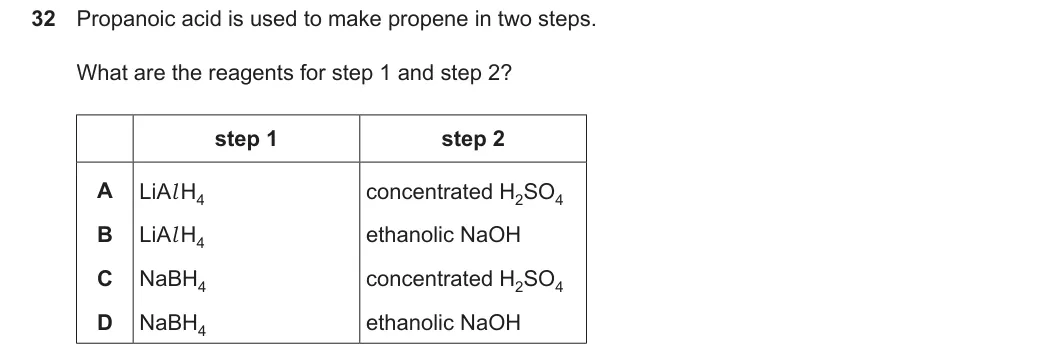 32 Propanoic acid is used to make propene in two steps.
What are the reagents for step 1 and step 2?
step 1 step 2
A LiAlH4 concentrated H2SO4
B LiAlH4 ethanolic NaOH
C NaBH4 concentrated H2SO4
D NaBH4 ethanolic NaOH